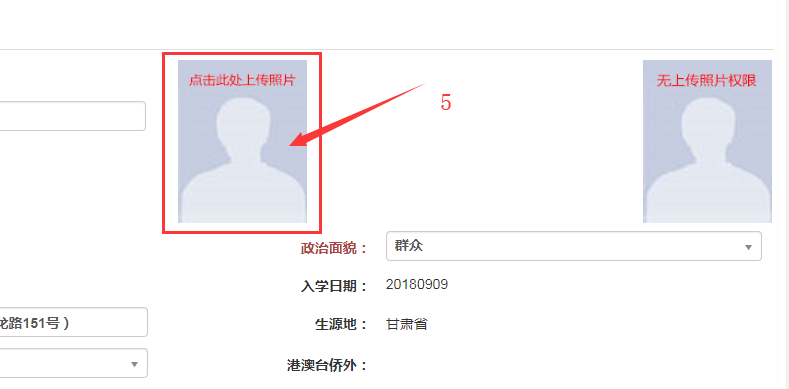 点击此处上传照片
无上传照片权限
5
政治面貌：
群众
入学日期：
20180909
生源地：
甘肃省
路151号）
港澳台侨外：